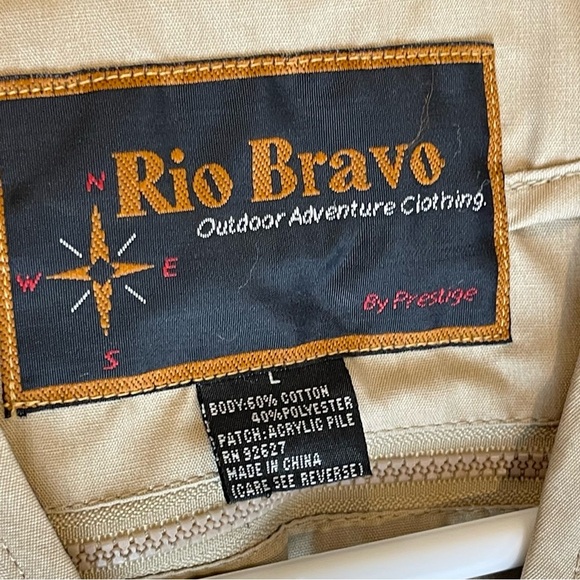 N
Rio Bravo
Outdoor Adventure Clothing.
W
E
S
By Prestige
L
BODY:60% COTTON
40%POLYESTER
PATCH:ACRYLIC PILE
RN 92627
MADE IN CHINA
(CARE SEE REVERSE)